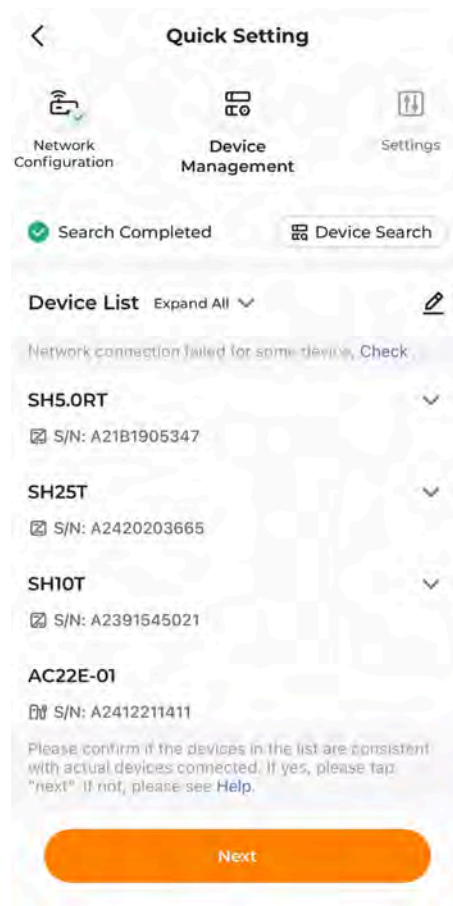 Quick Setting
Network
Configuration
Device
Management
Settings
Search Completed
Device Search
Device List Expand All
Network connection failed for some device, Check
SH5.0RT
S/N: A21B1905347
SH25T
S/N: A2420203665
SH10T
S/N: A2391545021
AC22E-01
S/N: A2412211411
Please confirm if the devices in the list are consistent
with actual devices connected. If yes, please tap
"next". If not, please see Help.
Next